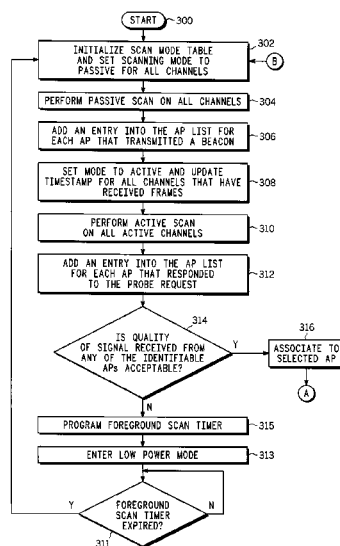 START 300
INITIALIZE SCAN MODE TABLE
AND SET SCANNING MODE TO
PASSIVE FOR ALL CHANNELS
302
B
PERFORM PASSIVE SCAN ON ALL CHANNELS 304
ADD AN ENTRY INTO THE AP LIST FOR
EACH AP THAT TRANSMITTED A BEACON
306
SET MODE TO ACTIVE AND UPDATE
TIMESTAMP FOR ALL CHANNELS THAT HAVE
RECEIVED FRAMES
308
PERFORM ACTIVE SCAN
ON ALL ACTIVE CHANNELS
310
ADD AN ENTRY INTO THE AP LIST
FOR EACH AP THAT RESPONDED
TO THE PROBE REQUEST
312
314
IS QUALITY
OF SIGNAL RECEIVED FROM
ANY OF THE IDENTIFIABLE
APs ACCEPTABLE?
Y
316
ASSOCIATE TO
SELECTED AP
A
N
PROGRAM FOREGROUND SCAN TIMER 315
ENTER LOW POWER MODE 313
Y
FOREGROUND
SCAN TIMER
EXPIRED?
N
311